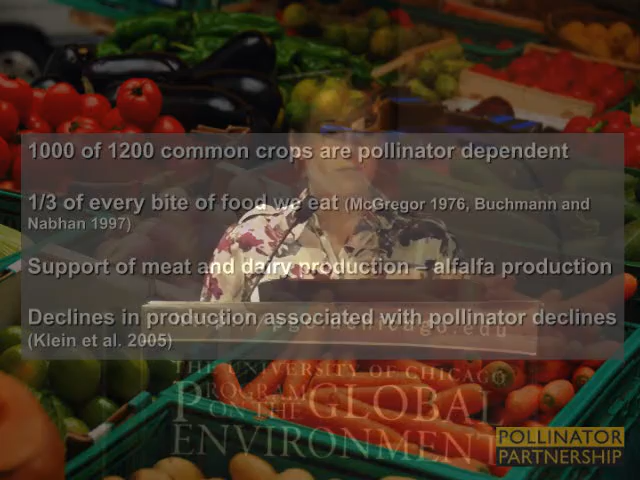 1000 of 1200 common crops are pollinator dependent
1/3 of every bite of food we eat (McGregor 1976, Buchmann and
Nabhan 1997)
Support of meat and dairy production – alfalfa production
Declines in production associated with pollinator declines
(Klein et al. 2005)
THE UNIVERSITY OF CHICAGO
PROGRAM
ON THE GLOBAL
ENVIRONMENT
POLLINATOR
PARTNERSHIP